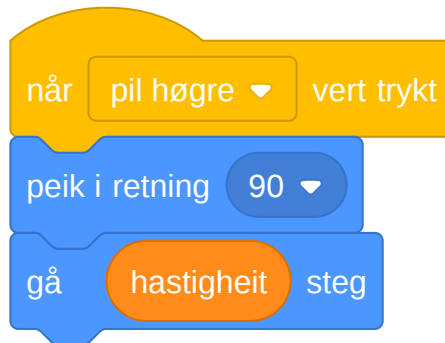 når pil høgre vert trykt
peik i retning 90
gå hastigheit steg